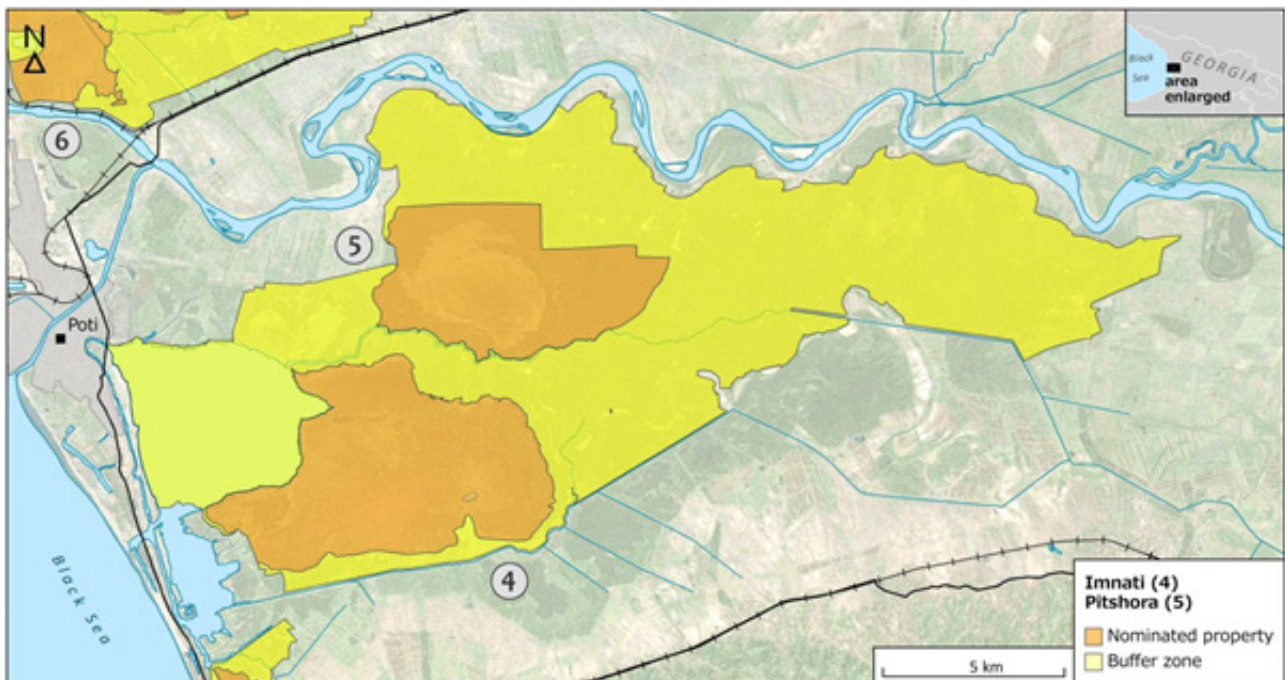 N
Black
Sea
GEORGIA
area
enlarged
6
5
Poti
4
Black Sea
Imnati (4)
Pitshora (5)
Nominated property
Buffer zone
5 km